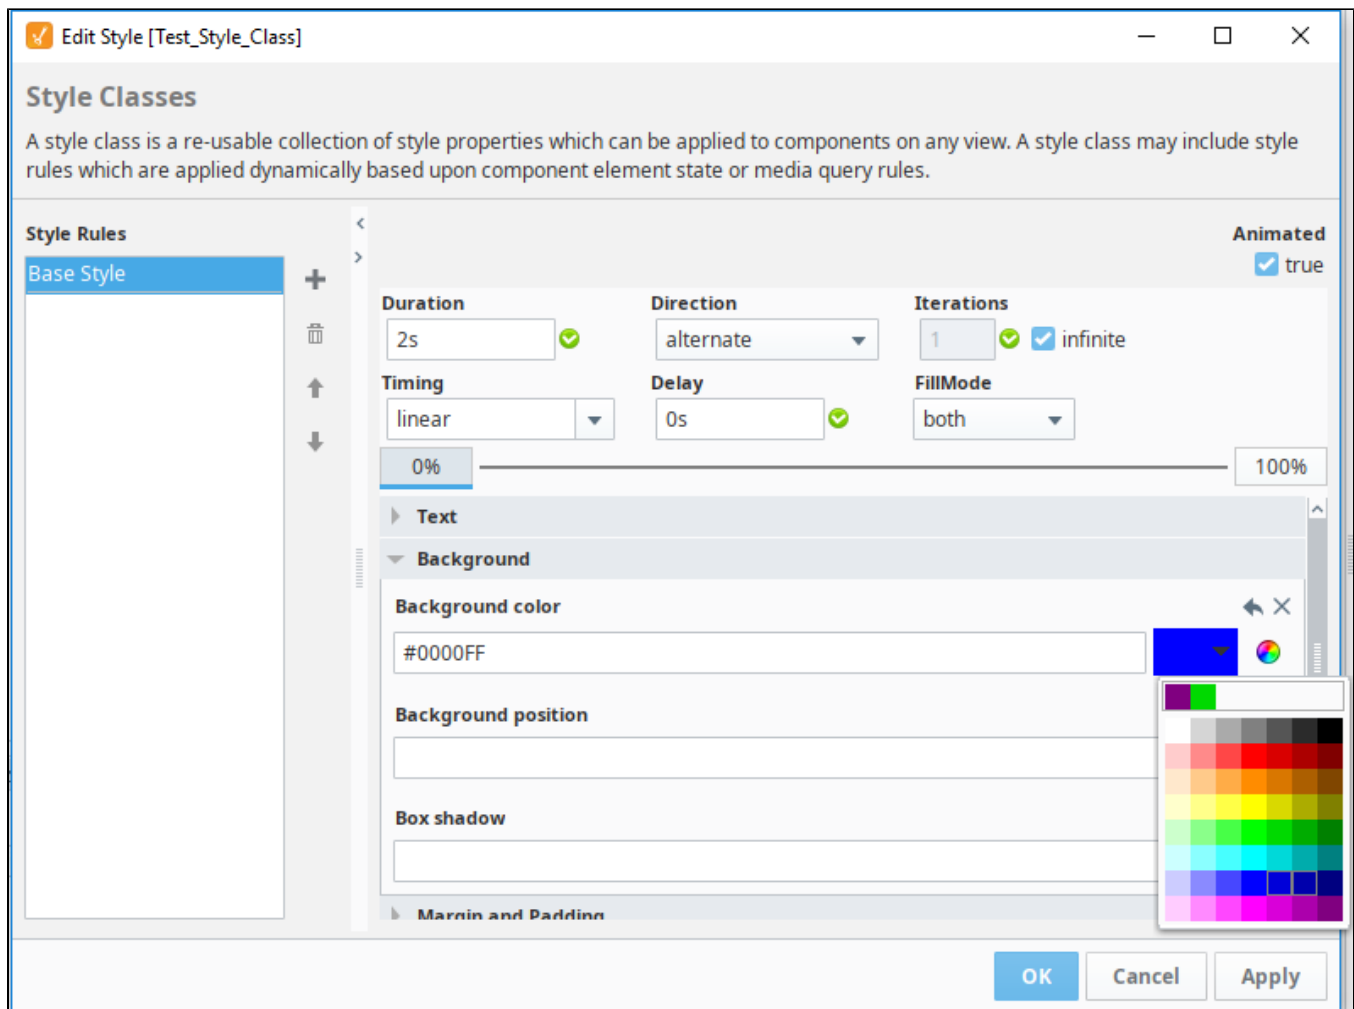 Edit Style [Test_Style_Class]
Style Classes
A style class is a re-usable collection of style properties which can be applied to components on any view. A style class may include style
rules which are applied dynamically based upon component element state or media query rules.
Style Rules
Base Style
Animated
true
Duration
Direction
Iterations
2s
alternate
1
infinite
Timing
Delay
FillMode
linear
0s
both
0%
100%
Text
Background
Background color
#0000FF
Background position
Box shadow
Margin and Padding
OK
Cancel
Apply